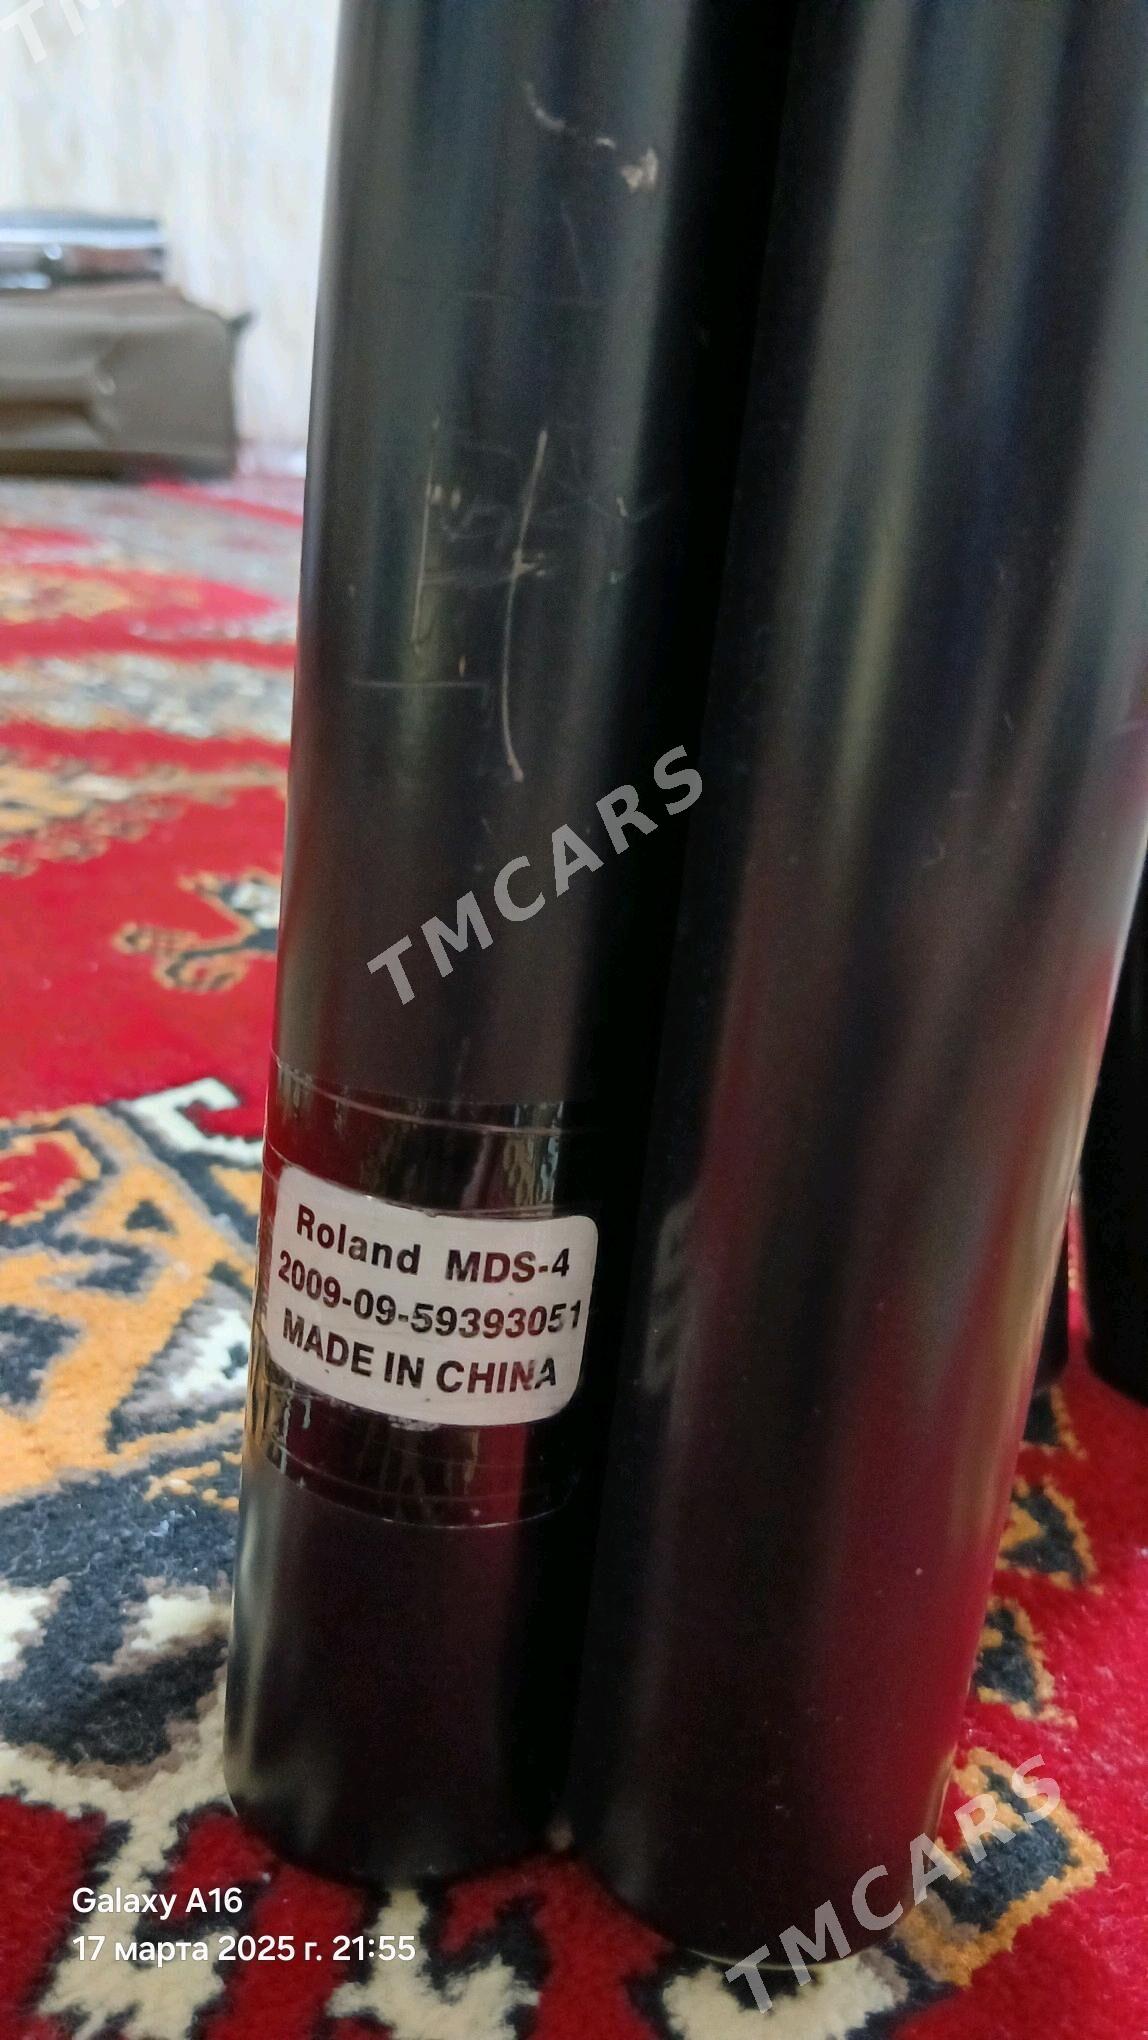 TMCARS
Roland MDS-4
2009-09-59393051
MADE IN CHINA
TMCARS
Galaxy A16
17 марта 2025 г. 21:55